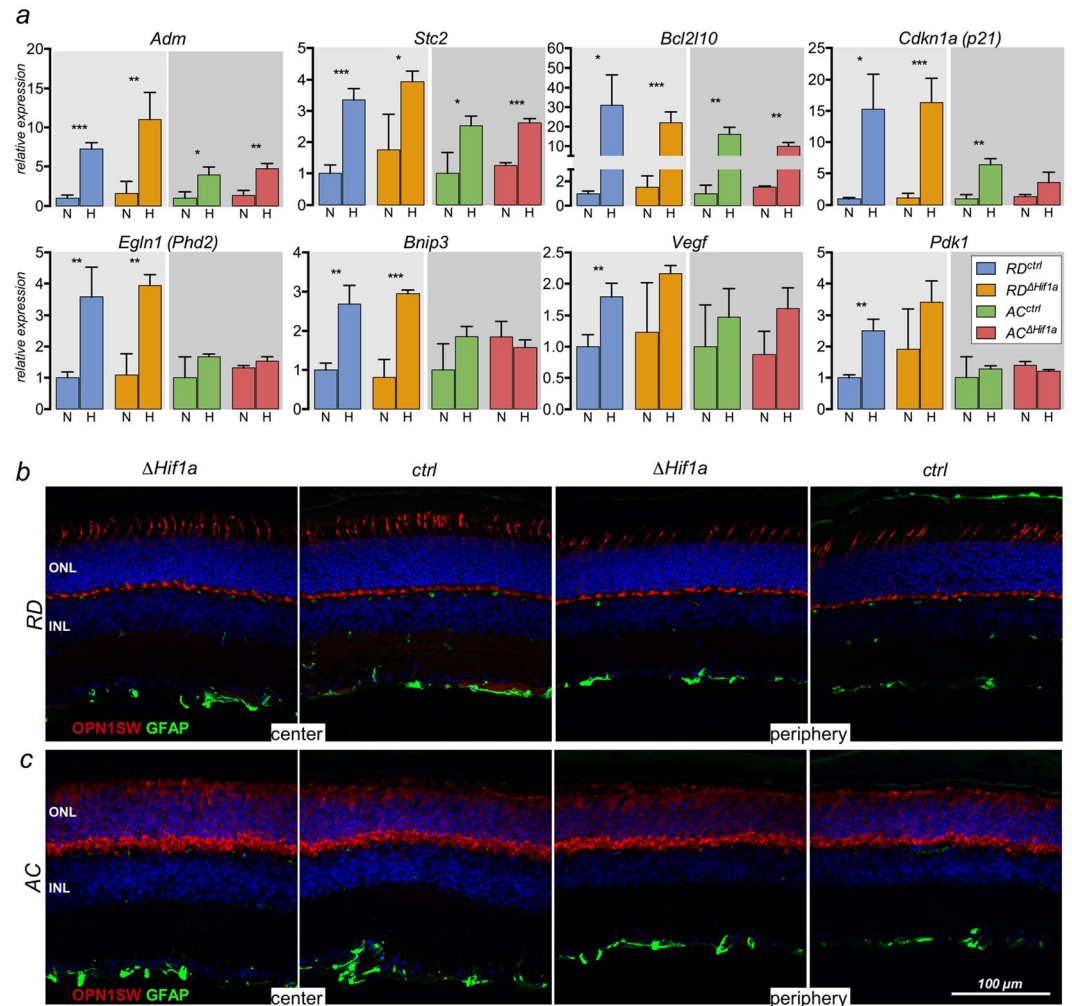 a
Adm
Stc2
Bcl2l10
Cdkn1a (p21)
relative expression
20
15
10
5
0
***
**
*
**
N H N H N H N H
5
4
3
2
1
0
***
*
*
***
N H N H N H N H
60
50
40
30
20
10
2
0
*
***
**
**
N H N H N H N H
25
20
15
10
5
0
*
***
**
N H N H N H N H
Egln1 (Phd2)
Bnip3
Vegf
Pdk1
relative expression
5
4
3
2
1
0
**
**
N H N H N H N H
4
3
2
1
0
**
***
N H N H N H N H
2.5
2.0
1.5
1.0
0.5
0.0
**
N H N H N H N H
5
4
3
2
1
0
**
N H N H N H N H
RDctrl
RDΔHif1a
ACctrl
ACΔHif1a
b
ΔHif1a
ctrl
ΔHif1a
ctrl
RD
ONL
INL
OPN1SW GFAP
center
periphery
c
AC
ONL
INL
OPN1SW GFAP
center
periphery
100 µm